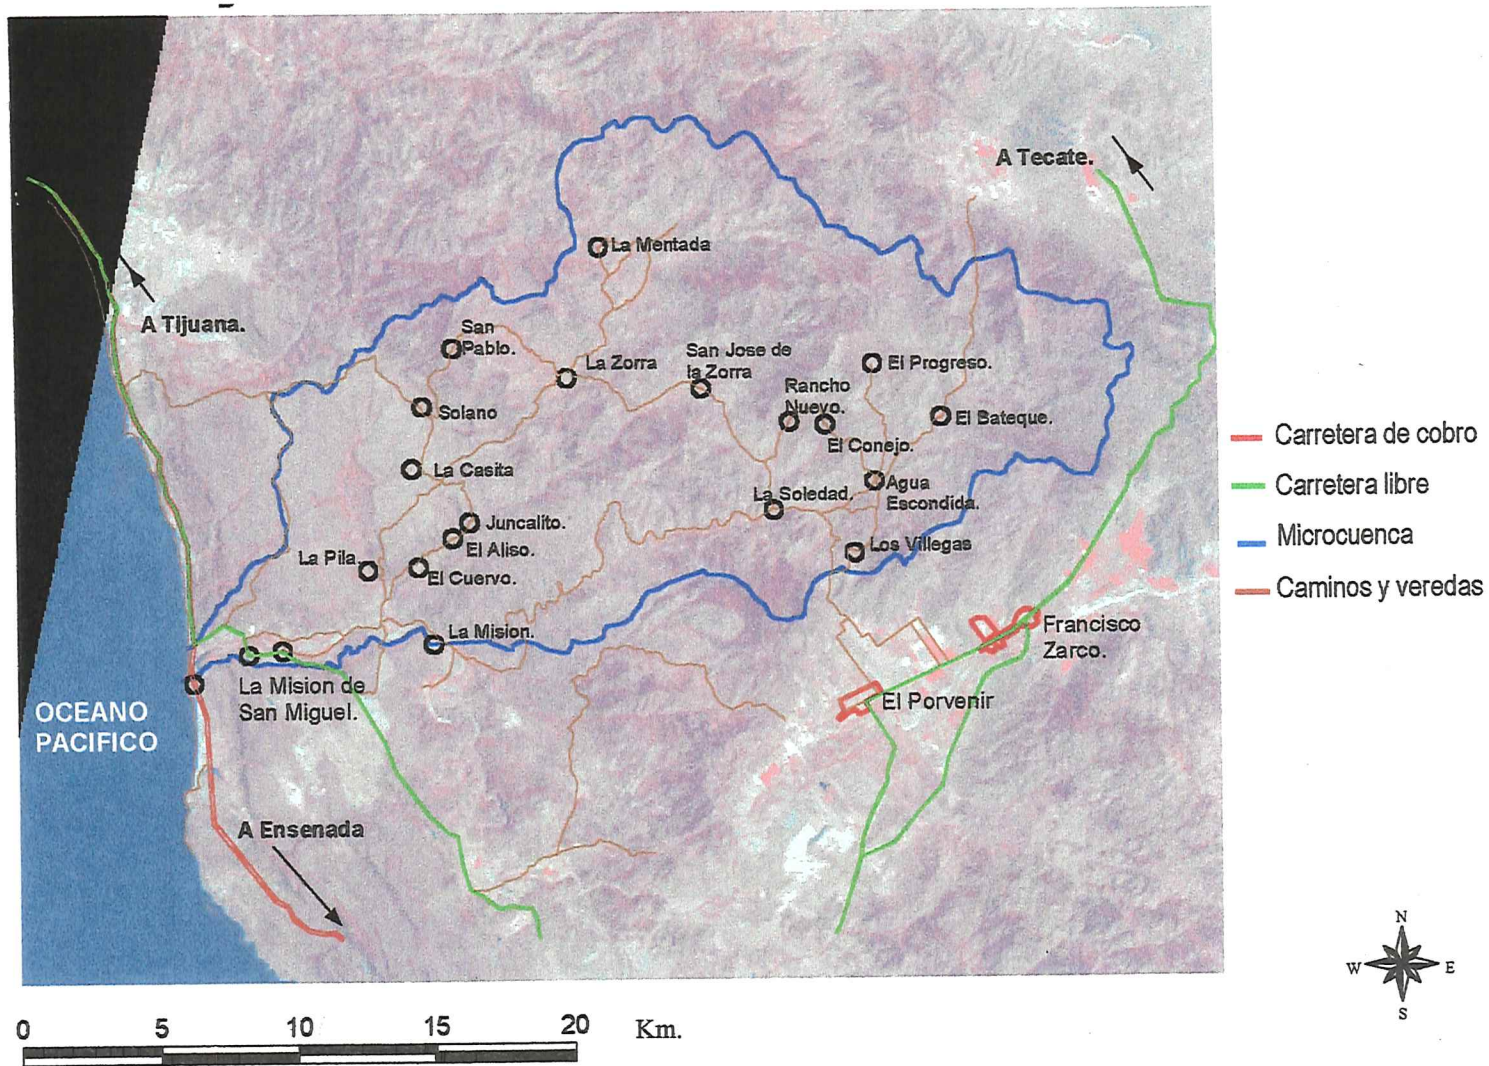 A Tecate.
La Mentada
A Tijuana.
San
Pablo.
La Zorra
San Jose de
la Zorra
El Progreso.
Rancho
Nuevo.
Solano
El Bateque.
El Conejo.
La Casita
Agua
Escondida.
La Soledad.
Juncalito.
El Aliso.
Los Villegas
La Pila.
El Cuervo.
La Mision.
Francisco
Zarco.
La Mision de
San Miguel.
El Porvenir
OCEANO
PACIFICO
A Ensenada
Carretera de cobro
Carretera libre
Microcuenca
Caminos y veredas
N
W E
S
0 5 10 15 20 Km.